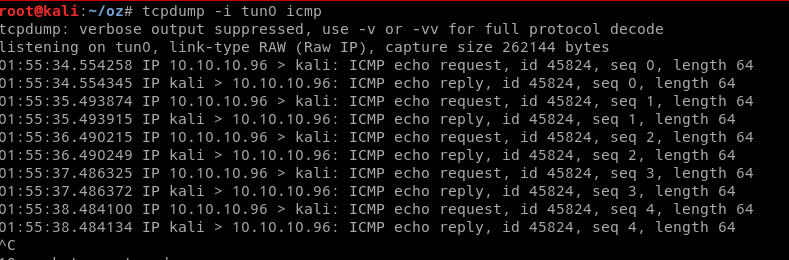 root@kali:~/oz# tcpdump -i tun0 icmp
tcpdump: verbose output suppressed, use -v or -vv for full protocol decode
listening on tun0, link-type RAW (Raw IP), capture size 262144 bytes
01:55:34.554258 IP 10.10.10.96 > kali: ICMP echo request, id 45824, seq 0, length 64
01:55:34.554345 IP kali > 10.10.10.96: ICMP echo reply, id 45824, seq 0, length 64
01:55:35.493874 IP 10.10.10.96 > kali: ICMP echo request, id 45824, seq 1, length 64
01:55:35.493915 IP kali > 10.10.10.96: ICMP echo reply, id 45824, seq 1, length 64
01:55:36.490215 IP 10.10.10.96 > kali: ICMP echo request, id 45824, seq 2, length 64
01:55:36.490249 IP kali > 10.10.10.96: ICMP echo reply, id 45824, seq 2, length 64
01:55:37.486325 IP 10.10.10.96 > kali: ICMP echo request, id 45824, seq 3, length 64
01:55:37.486372 IP kali > 10.10.10.96: ICMP echo reply, id 45824, seq 3, length 64
01:55:38.484100 IP 10.10.10.96 > kali: ICMP echo request, id 45824, seq 4, length 64
01:55:38.484134 IP kali > 10.10.10.96: ICMP echo reply, id 45824, seq 4, length 64
^C